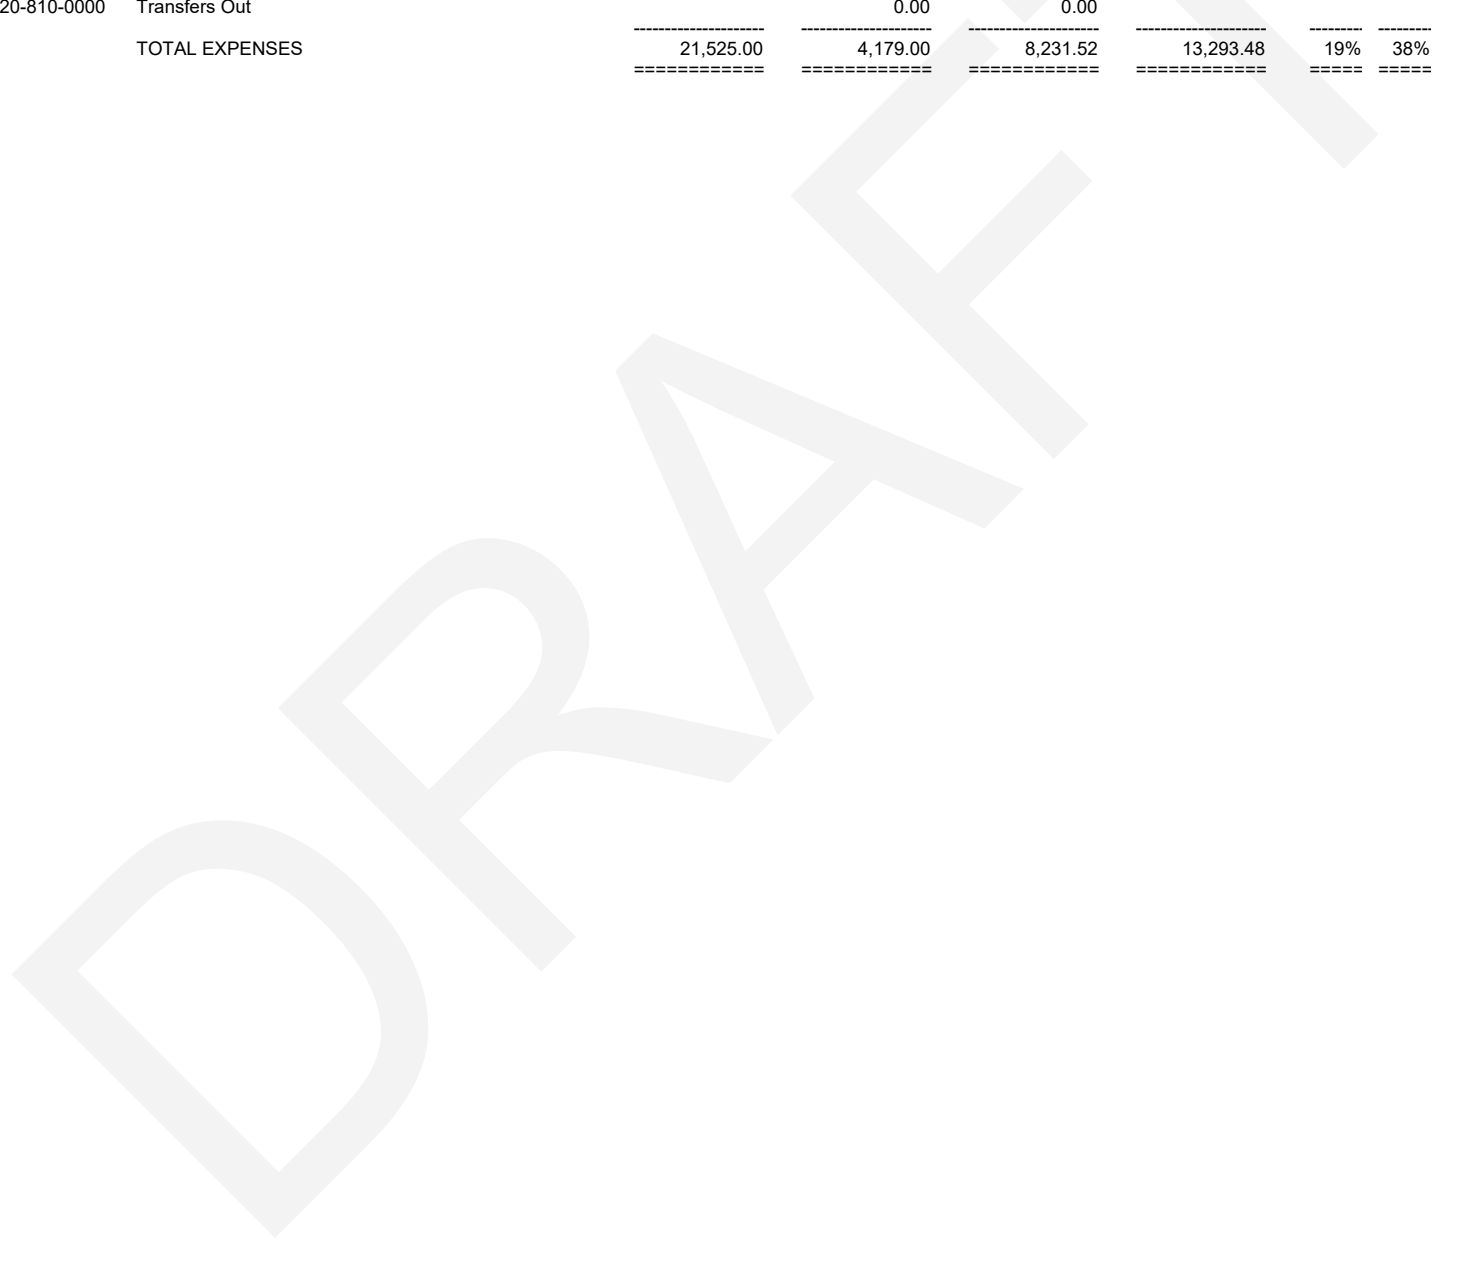 20-810-0000 Transfers Out 0.00 0.00
--------------------- --------------------- --------------------- --------------------- -------- --------
TOTAL EXPENSES 21,525.00 4,179.00 8,231.52 13,293.48 19% 38%
============ ============ ============ ============ ===== =====
DRAFT